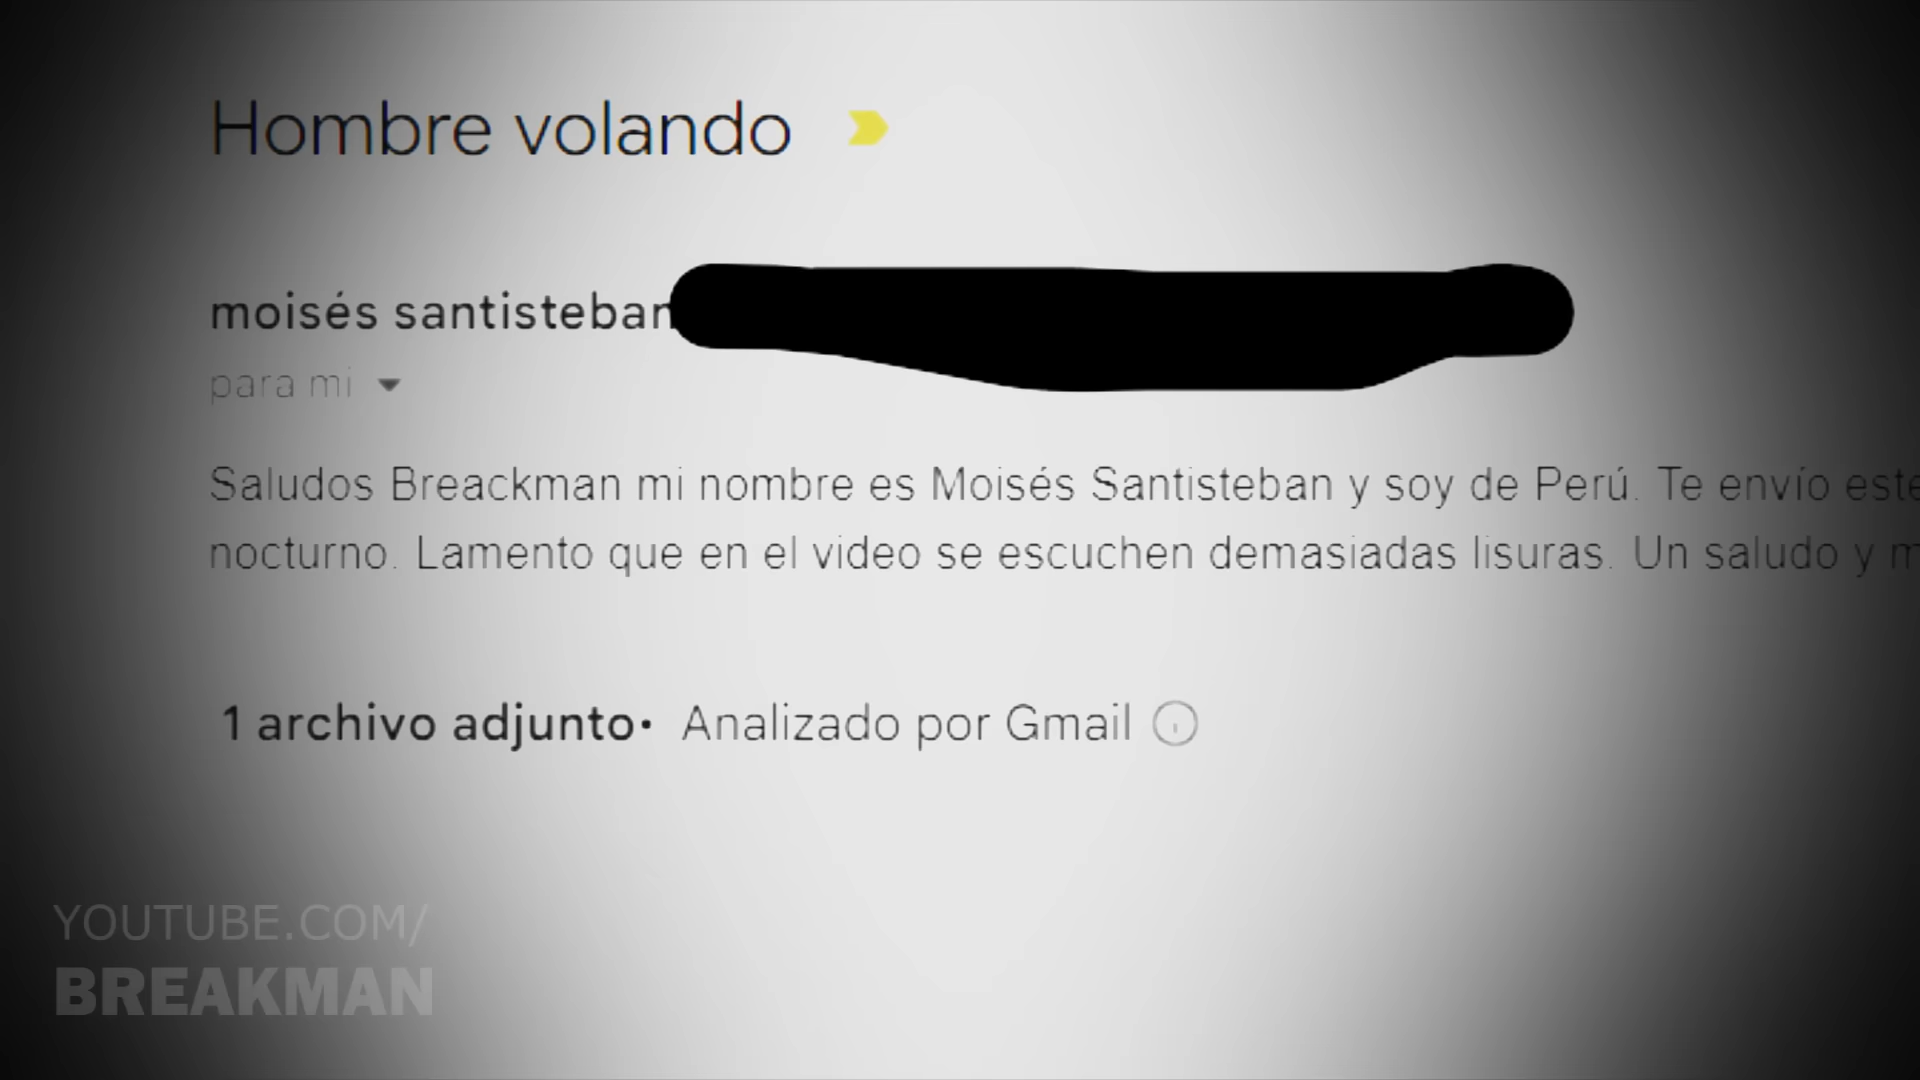 Hombre volando
moisés santisteban
para mi
Saludos Breackman mi nombre es Moisés Santisteban y soy de Perú. Te envío este
nocturno. Lamento que en el video se escuchen demasiadas lisuras. Un saludo y m
1 archivo adjunto• Analizado por Gmail
YOUTUBE.COM/
BREAKMAN